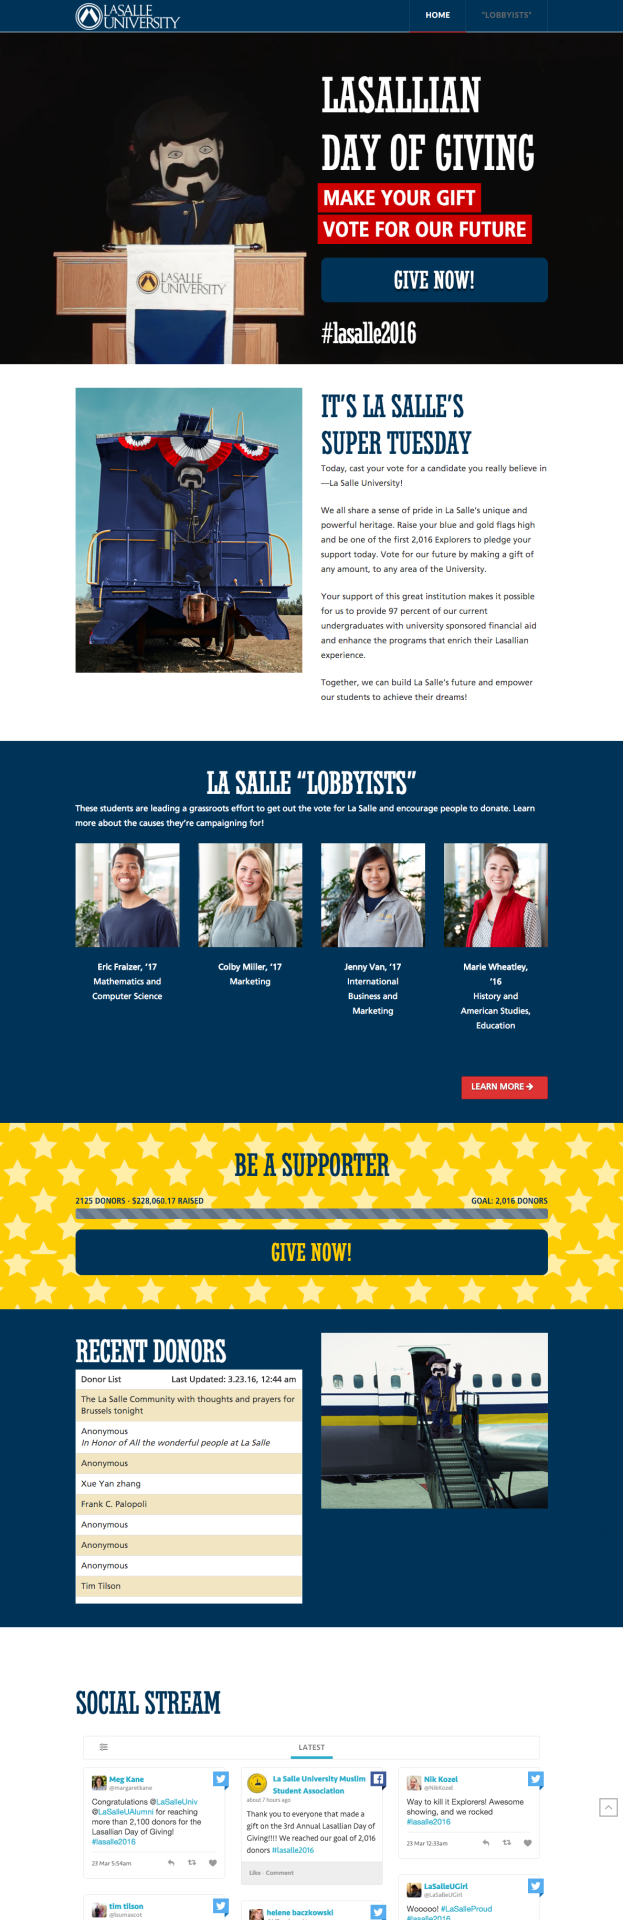 LASALLE
UNIVERSITY
HOME
"LOBBYISTS"
LASALLIAN
DAY OF GIVING
MAKE YOUR GIFT
VOTE FOR OUR FUTURE
LASALLE
UNIVERSITY
GIVE NOW!
#lasalle2016
IT'S LA SALLE'S
SUPER TUESDAY
Today, cast your vote for a candidate you really believe in
—La Salle University!
We all share a sense of pride in La Salle's unique and
powerful heritage. Raise your blue and gold flags high
and be one of the first 2,016 Explorers to pledge your
support today. Vote for our future by making a gift of
any amount, to any area of the University.
Your support of this great institution makes it possible
for us to provide 97 percent of our current
undergraduates with university sponsored financial aid
and enhance the programs that enrich their Lasallian
experience.
Together, we can build La Salle's future and empower
our students to achieve their dreams!
LA SALLE "LOBBYISTS"
These students are leading a grassroots effort to get out the vote for La Salle and encourage people to donate. Learn
more about the causes they're campaigning for!
Eric Fraizer, '17
Mathematics and
Computer Science
Colby Miller, '17
Marketing
Jenny Van, '17
International
Business and
Marketing
Marie Wheatley,
'16
History and
American Studies,
Education
LEARN MORE
BE A SUPPORTER
2125 DONORS - $228,060.17 RAISED
GOAL: 2,016 DONORS
GIVE NOW!
RECENT DONORS
Donor List
Last Updated: 3.23.16, 12:44 am
The La Salle Community with thoughts and prayers for
Brussels tonight
Anonymous
In Honor of All the wonderful people at La Salle
Anonymous
Xue Yan zhang
Frank C. Palopoli
Anonymous
Anonymous
Anonymous
Tim Tilson
SOCIAL STREAM
LATEST
Meg Kane
@margaretkane
Congratulations @LaSalleUniv
@LaSalleUAlumni for reaching
more than 2,100 donors for the
Lasallian Day of Giving!
#lasalle2016
23 Mar 5:54am
La Salle University Muslim
Student Association
about 7 hours ago
Thank you to everyone that made a
gift on the 3rd Annual Lasallian Day of
Giving!!!! We reached our goal of 2,016
donors #lasalle2016
Like · Comment
Nik Kozel
@NikKozel
Way to kill it Explorers! Awesome
showing, and we rocked
#lasalle2016
23 Mar 12:33am
tim tilson
@bumascot
helene baczkowski
LaSalleUGirl
@LaSalleUGirl
Wooooo! #LaSalleProud
#lasalle2016